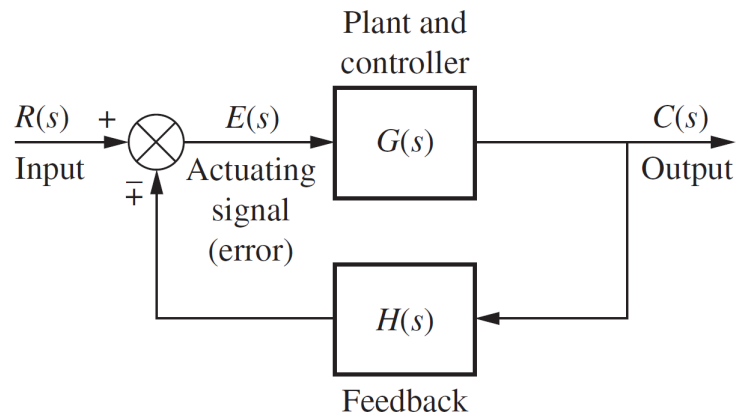 Plant and
controller
R(s) + E(s) G(s) C(s)
Input ∓ Actuating Output
signal
(error)
H(s)
Feedback